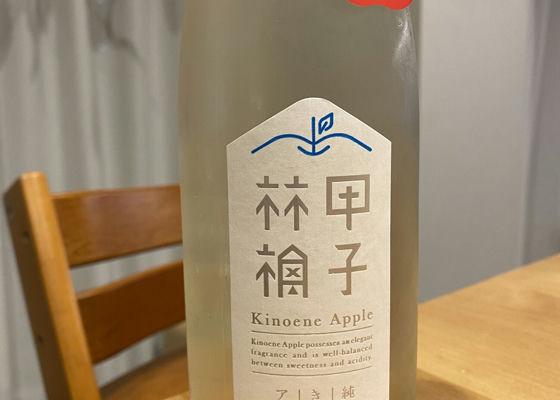 甲子
林檎
Kinoene Apple
Kinoene Apple possesses an elegant
fragrance and is well-balanced
between sweetness and acidity.